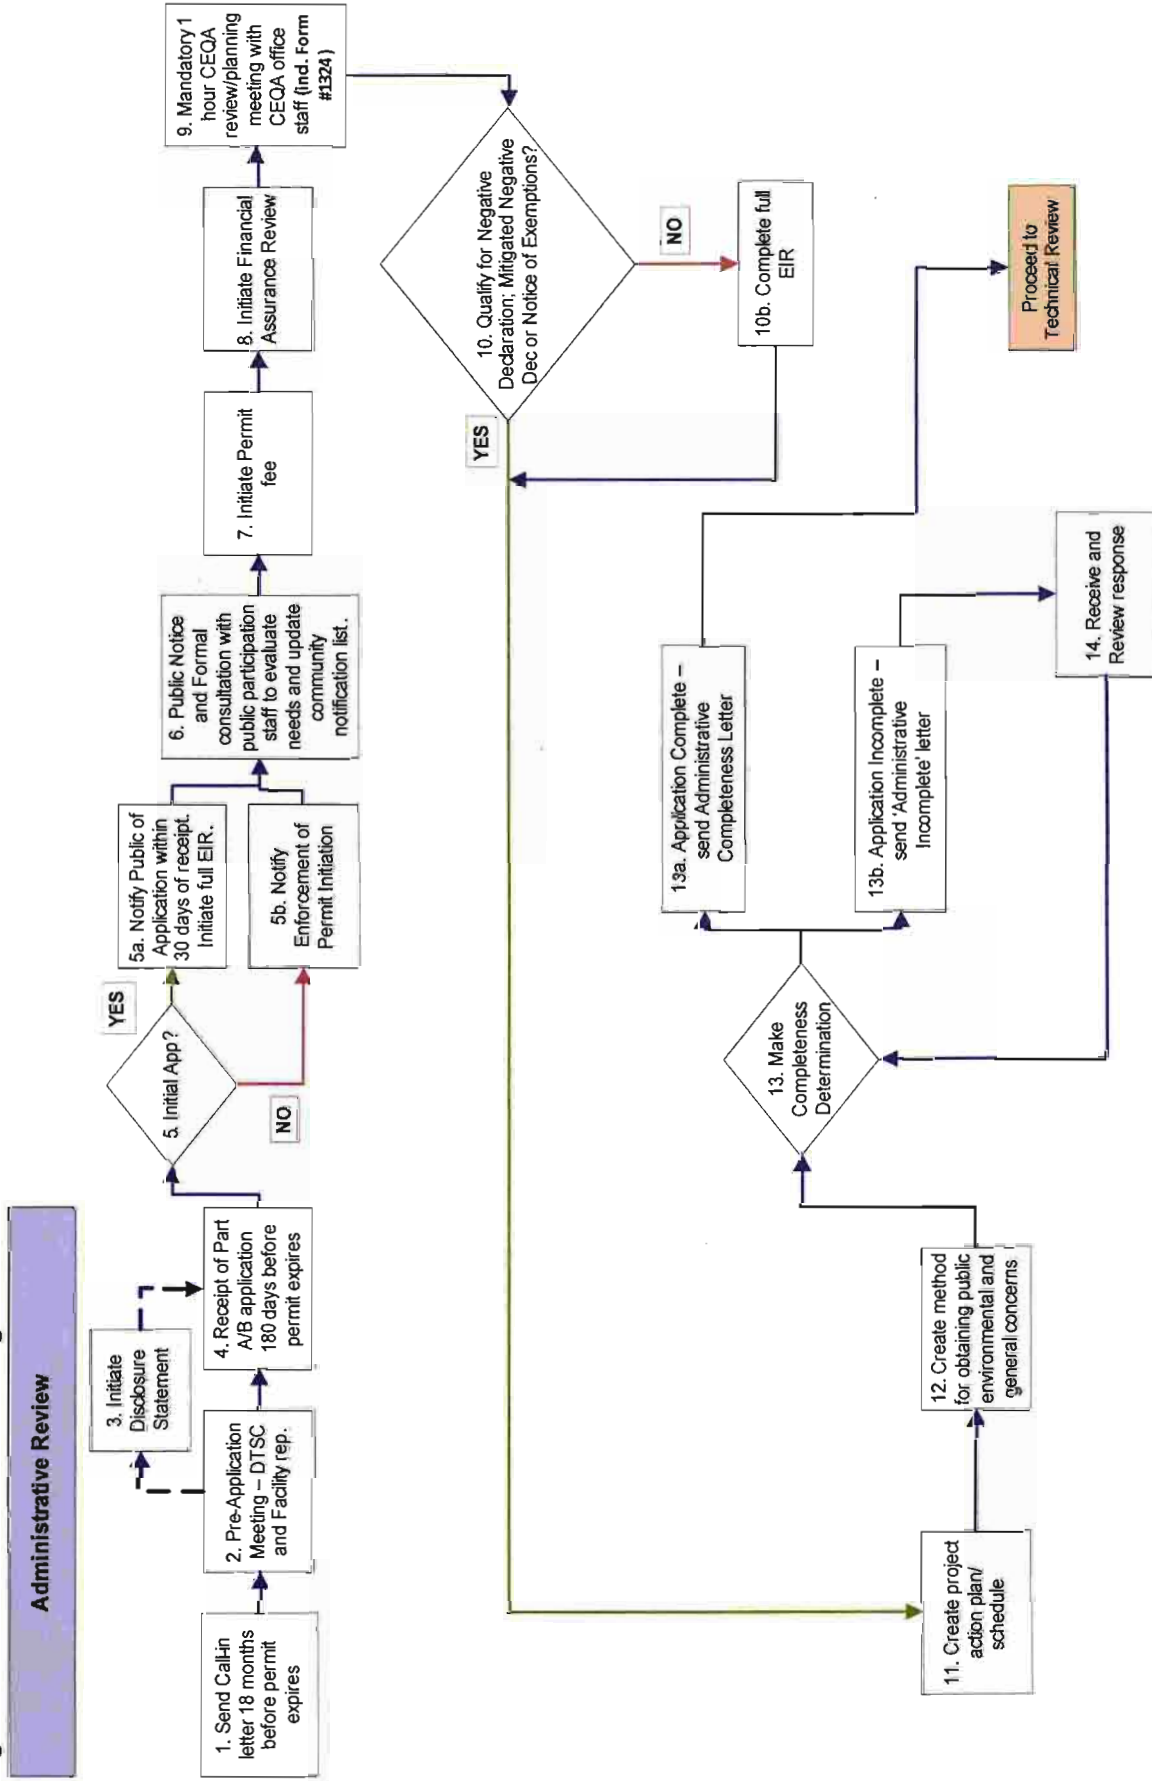 Administrative Review
1. Send Call-In
letter 18 months
before permit
expires
2. Pre-Application
Meeting – DTSC
and Facility rep.
3. Initiate
Disclosure
Statement
4. Receipt of Part
A/B application
180 days before
permit expires
5. Initial App?
YES
NO
5a. Notify Public of
Application within
30 days of receipt.
Initiate full EIR.
5b. Notify
Enforcement of
Permit Initiation
6. Public Notice
and Formal
consultation with
public participation
staff to evaluate
needs and update
community
notification list.
7. Initiate Permit
fee
8. Initiate Financial
Assurance Review
9. Mandatory 1
hour CEQA
review/planning
meeting with
CEQA office
staff (ind. Form
#1324)
10. Qualify for Negative
Declaration; Mitigated Negative
Dec or Notice of Exemptions?
YES
NO
10b. Complete full
EIR
11. Create project
action plan/
schedule
12. Create method
for obtaining public
environmental and
general concerns
13. Make
Completeness
Determination
13a. Application Complete –
send Administrative
Completeness Letter
13b. Application Incomplete –
send 'Administrative
Incomplete' letter
14. Receive and
Review response
Proceed to
Technical Review